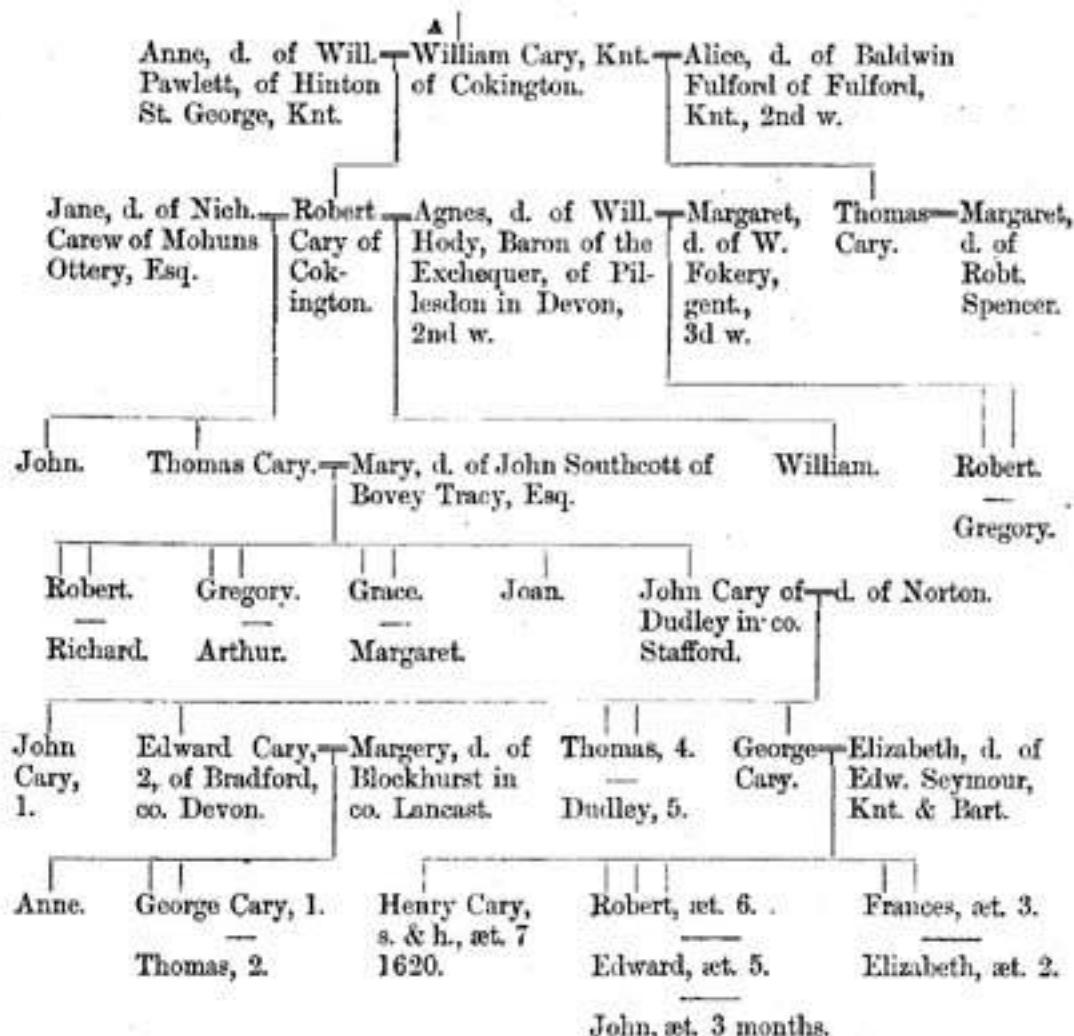 A
Anne, d. of Will.
Pawlett, of Hinton
St. George, Knt.
William Cary, Knt.
of Cokington.
Alice, d. of Baldwin
Fulford of Fulford,
Knt., 2nd w.
Jane, d. of Nich.
Carew of Mohuns
Ottery, Esq.
Robert
Cary of
Cok-
ington.
Agnes, d. of Will.
Hody, Baron of the
Exchequer, of Pil-
lesdon in Devon,
2nd w.
Margaret,
d. of W.
Fokery,
gent.,
3d w.
Thomas
Cary.
Margaret,
d. of
Robt.
Spencer.
John.
Thomas Cary.
Mary, d. of John Southcott of
Bovey Tracy, Esq.
William.
Robert.
Gregory.
Robert.
Richard.
Gregory.
Arthur.
Grace.
Margaret.
Joan.
John Cary of
Dudley in co.
Stafford.
d. of Norton.
John
Cary,
1.
Edward Cary,
2, of Bradford,
co. Devon.
Margery, d. of
Blockhurst in
co. Lancast.
Thomas, 4.
Dudley, 5.
George
Cary.
Elizabeth, d. of
Edw. Seymour,
Knt. & Bart.
Anne.
George Cary, 1.
Thomas, 2.
Henry Cary,
s. & h., æt. 7
1620.
Robert, æt. 6.
Edward, æt. 5.
John, æt. 3 months.
Frances, æt. 3.
Elizabeth, æt. 2.